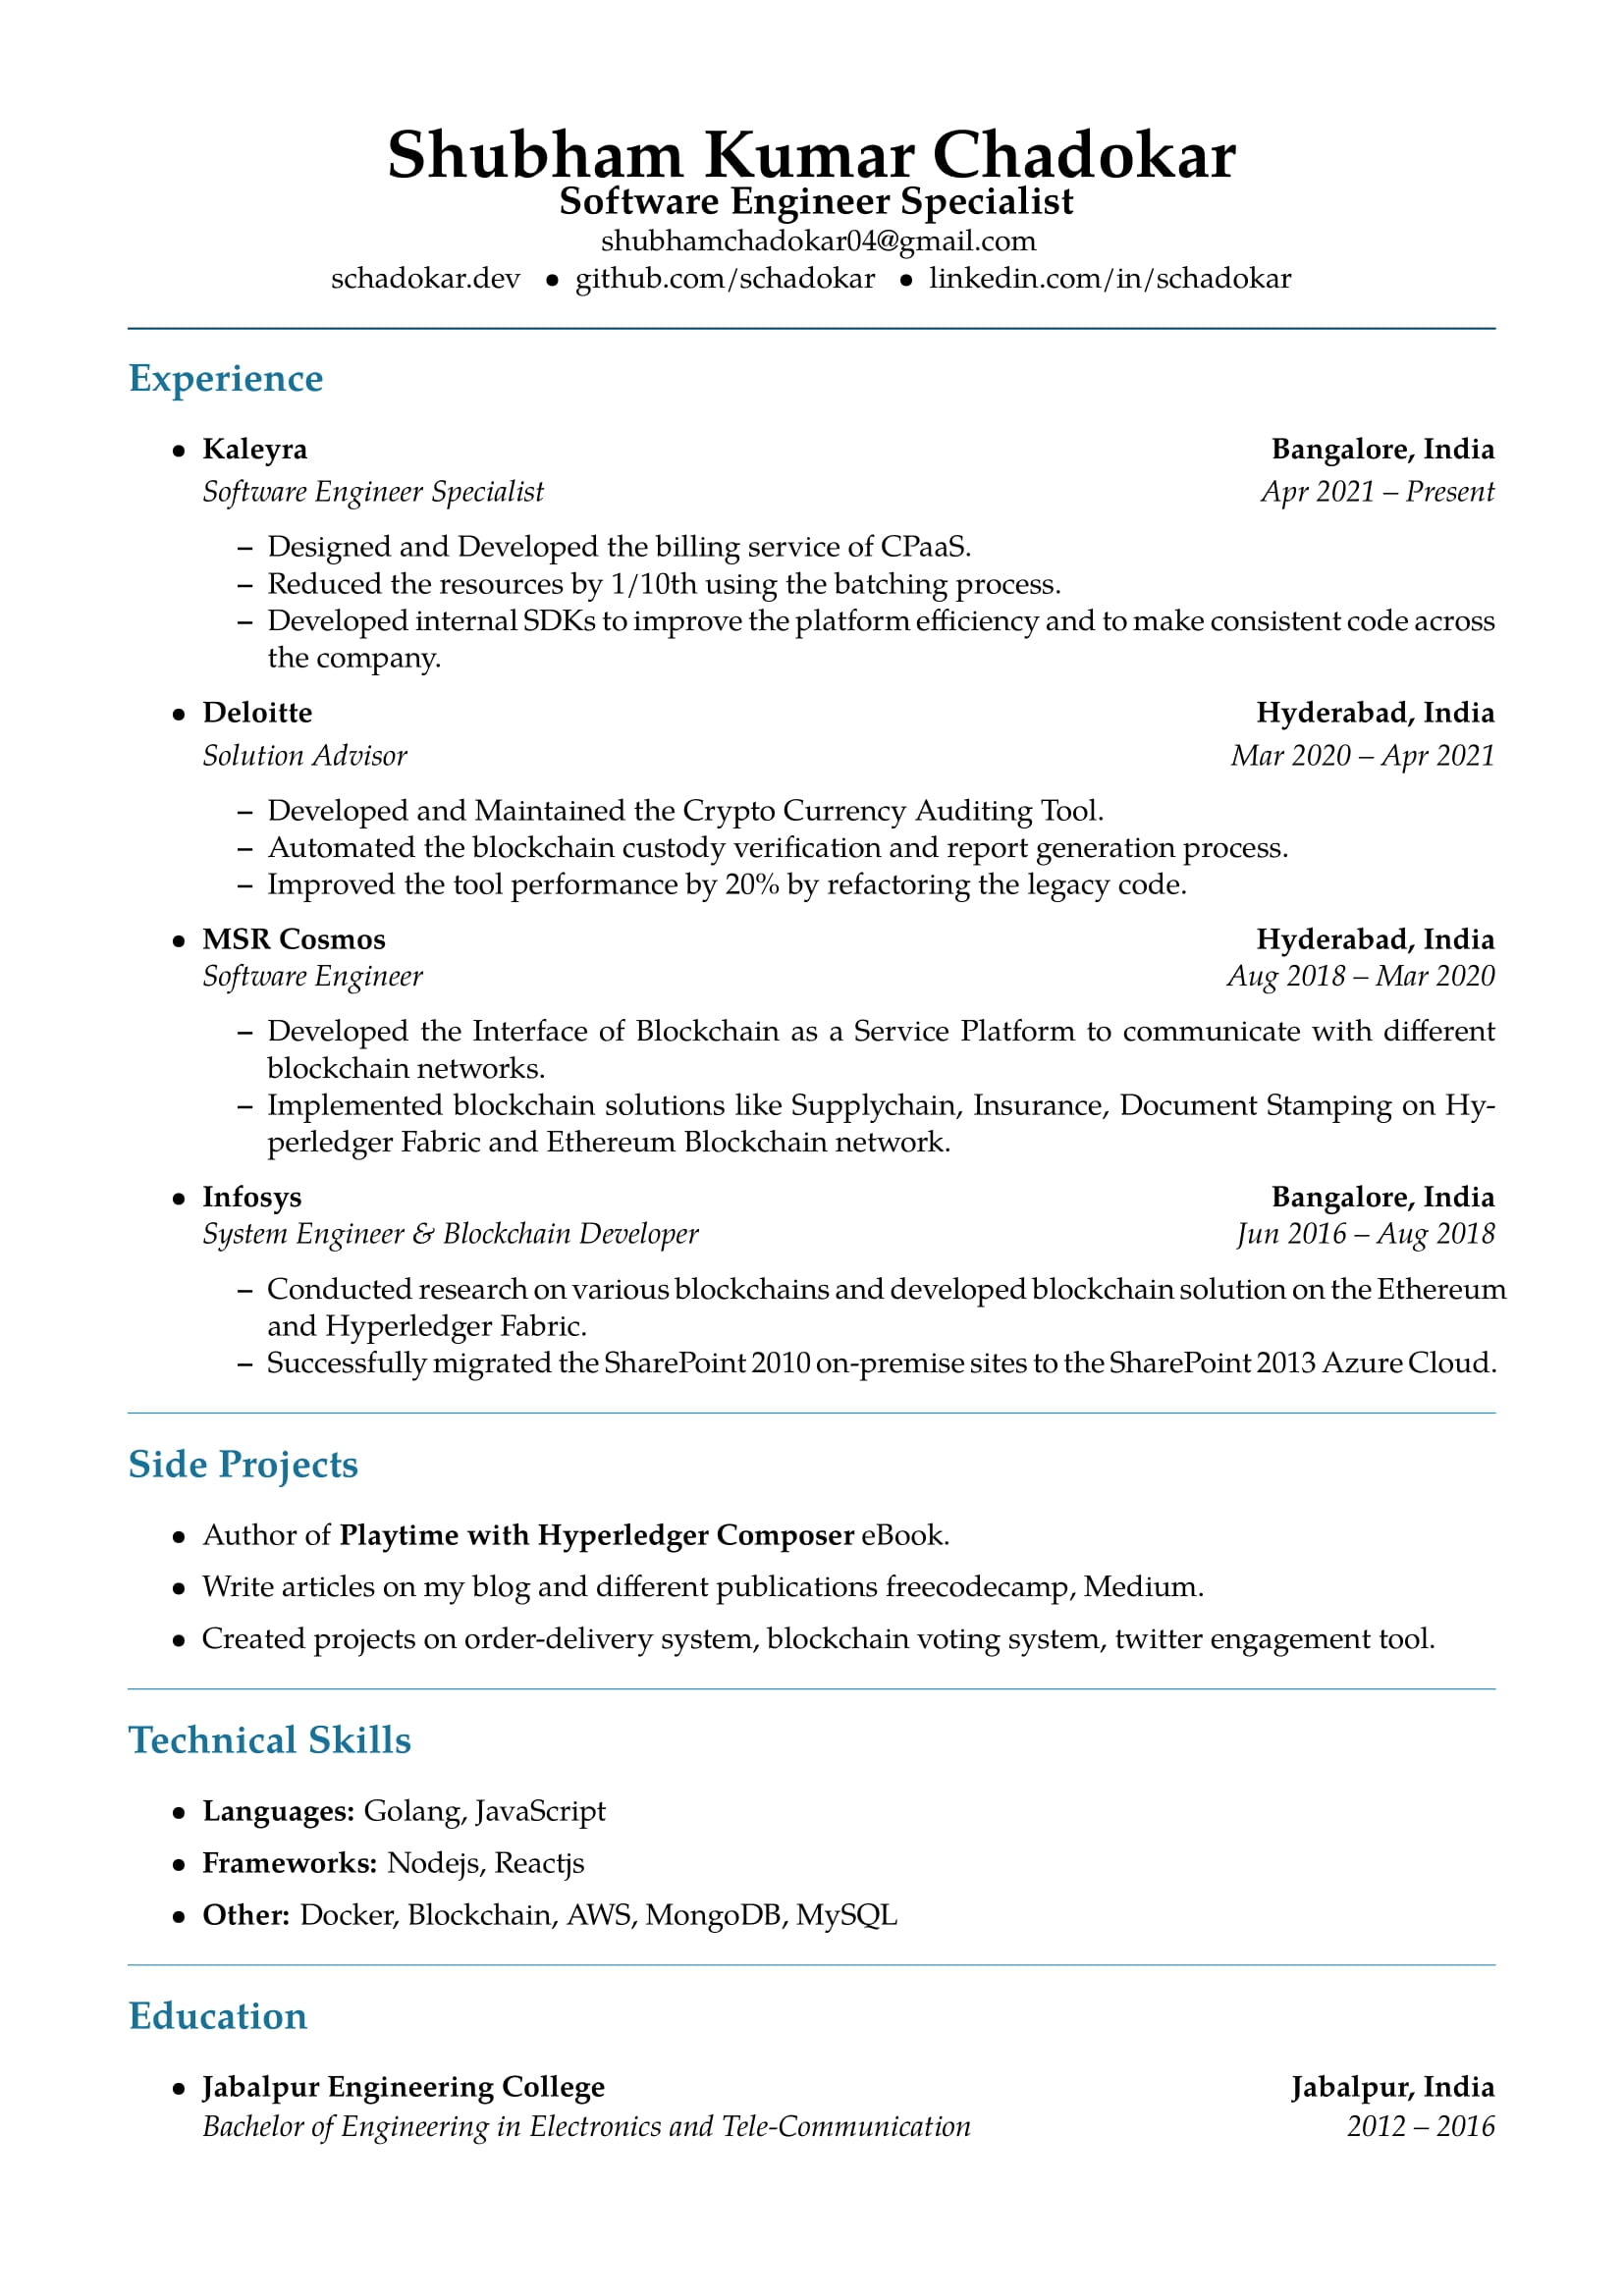 Shubham Kumar Chadokar
Software Engineer Specialist
shubhamchadokar04@gmail.com
schadokar.dev • github.com/schadokar • linkedin.com/in/schadokar
Experience
• Kaleyra Bangalore, India
Software Engineer Specialist Apr 2021 – Present
– Designed and Developed the billing service of CPaaS.
– Reduced the resources by 1/10th using the batching process.
– Developed internal SDKs to improve the platform efficiency and to make consistent code across
the company.
• Deloitte Hyderabad, India
Solution Advisor Mar 2020 – Apr 2021
– Developed and Maintained the Crypto Currency Auditing Tool.
– Automated the blockchain custody verification and report generation process.
– Improved the tool performance by 20% by refactoring the legacy code.
• MSR Cosmos Hyderabad, India
Software Engineer Aug 2018 – Mar 2020
– Developed the Interface of Blockchain as a Service Platform to communicate with different
blockchain networks.
– Implemented blockchain solutions like Supplychain, Insurance, Document Stamping on Hy-
perledger Fabric and Ethereum Blockchain network.
• Infosys Bangalore, India
System Engineer & Blockchain Developer Jun 2016 – Aug 2018
– Conducted research on various blockchains and developed blockchain solution on the Ethereum
and Hyperledger Fabric.
– Successfully migrated the SharePoint 2010 on-premise sites to the SharePoint 2013 Azure Cloud.
Side Projects
• Author of Playtime with Hyperledger Composer eBook.
• Write articles on my blog and different publications freecodecamp, Medium.
• Created projects on order-delivery system, blockchain voting system, twitter engagement tool.
Technical Skills
• Languages: Golang, JavaScript
• Frameworks: Nodejs, Reactjs
• Other: Docker, Blockchain, AWS, MongoDB, MySQL
Education
• Jabalpur Engineering College Jabalpur, India
Bachelor of Engineering in Electronics and Tele-Communication 2012 – 2016